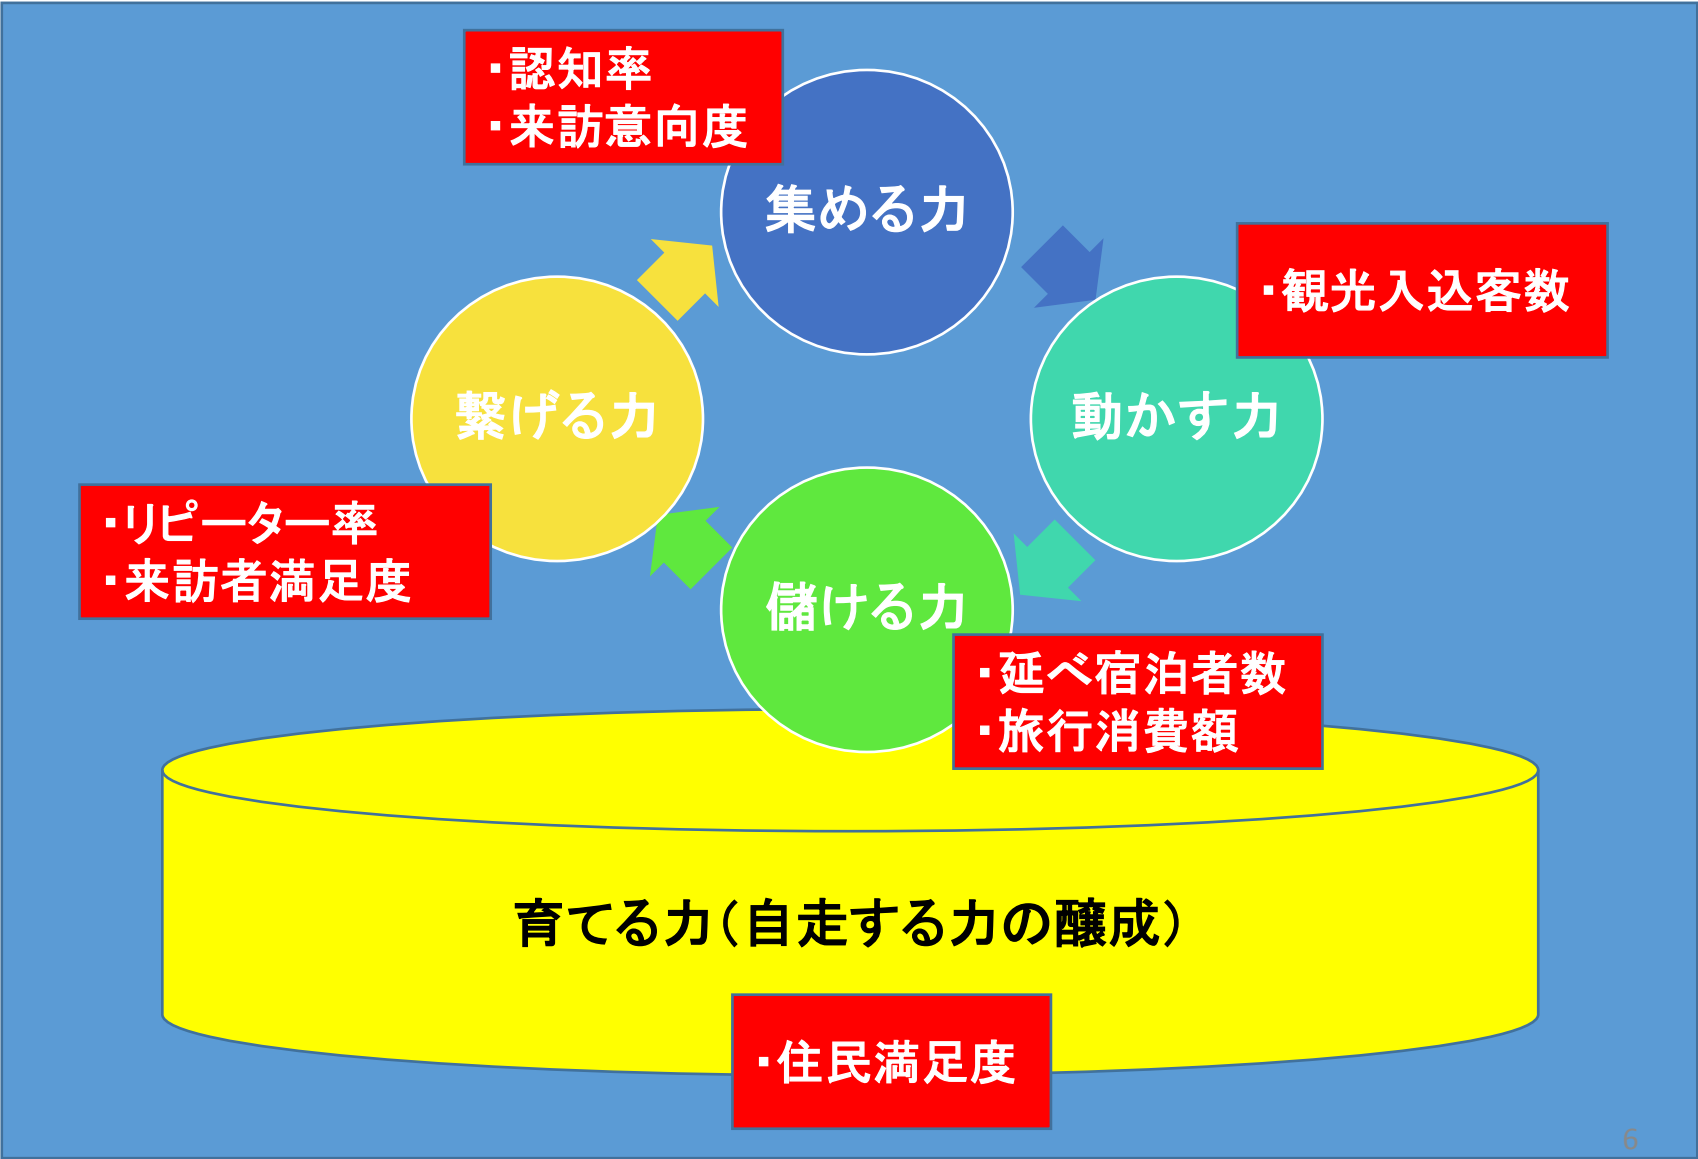 ・認知率
・来訪意向度
集める力
・観光入込客数
繋げる力
動かす力
・リピーター率
・来訪者満足度
儲ける力
・延べ宿泊者数
・旅行消費額
育てる力(自走する力の醸成)
・住民満足度
6